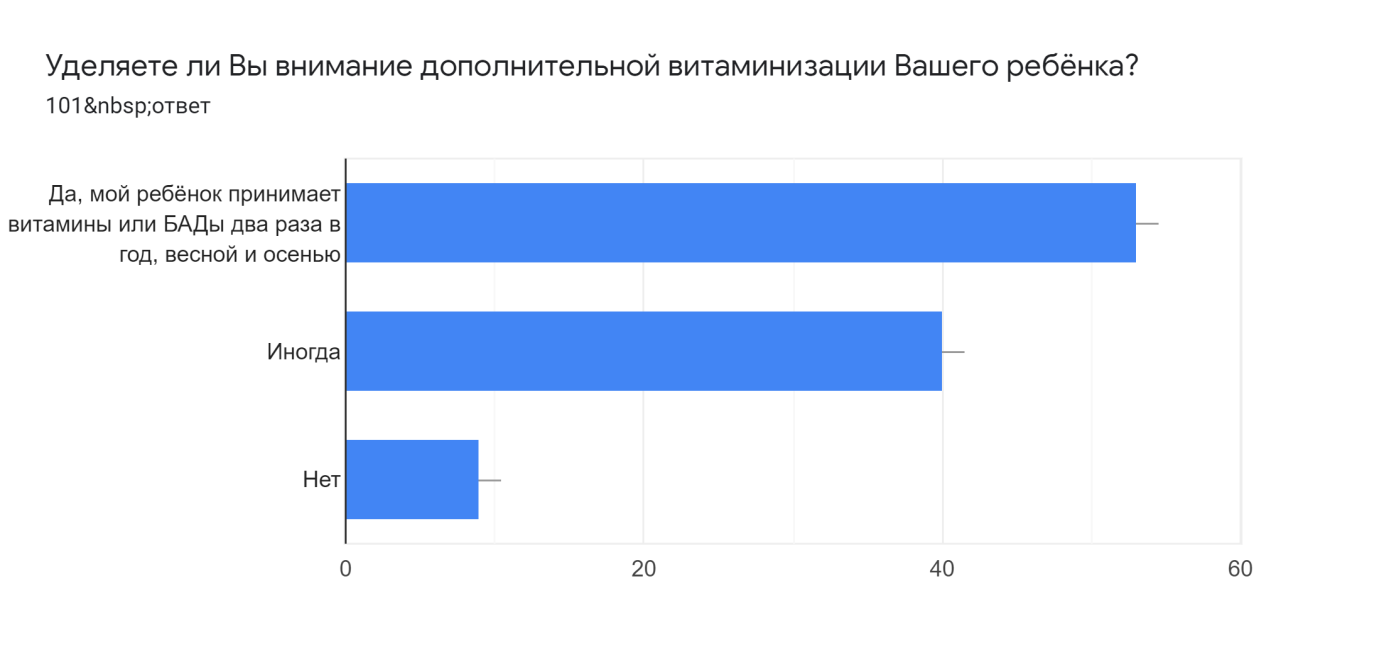 Уделяете ли Вы внимание дополнительной витаминизации Вашего ребёнка?
101&nbsp;ответ
Да, мой ребёнок принимает
витамины или БАДы два раза в
год, весной и осенью
Иногда
Нет
0 20 40 60